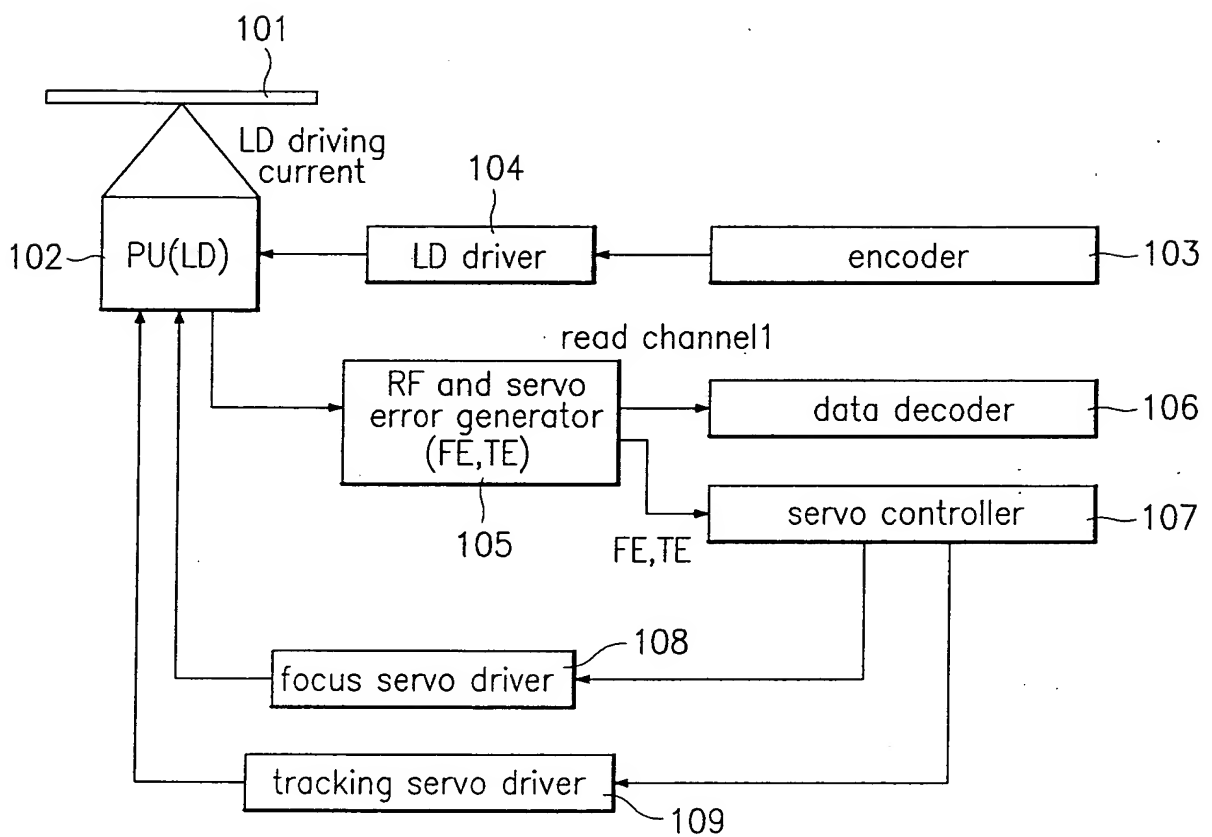 101
LD driving
current
104
102
PU(LD)
LD driver
encoder
103
read channel1
RF and servo
error generator
(FE,TE)
data decoder
106
105
servo controller
107
FE,TE
108
focus servo driver
tracking servo driver
109